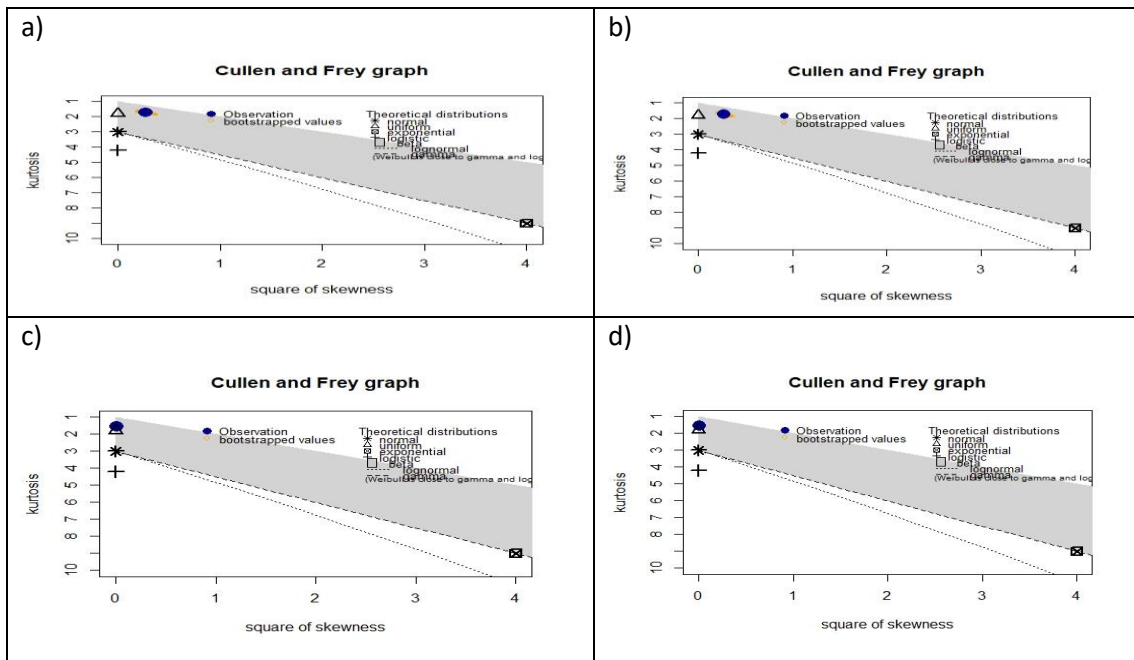 a)
Cullen and Frey graph
Observation
bootstrapped values
Theoretical distributions
normal
uniform
exponential
logistic
beta
lognormal
gamma
(Weibull is close to gamma and log
kurtosis
1
2
3
4
5
6
7
8
10
0
1
2
3
4
square of skewness
b)
Cullen and Frey graph
Observation
bootstrapped values
Theoretical distributions
normal
uniform
exponential
logistic
beta
lognormal
gamma
(Weibull is close to gamma and log
kurtosis
1
2
3
4
5
6
7
8
10
0
1
2
3
4
square of skewness
c)
Cullen and Frey graph
Observation
bootstrapped values
Theoretical distributions
normal
uniform
exponential
logistic
beta
lognormal
gamma
(Weibull is close to gamma and log
kurtosis
1
2
3
4
5
6
7
8
10
0
1
2
3
4
square of skewness
d)
Cullen and Frey graph
Observation
bootstrapped values
Theoretical distributions
normal
uniform
exponential
logistic
beta
lognormal
gamma
(Weibull is close to gamma and log
kurtosis
1
2
3
4
5
6
7
8
10
0
1
2
3
4
square of skewness